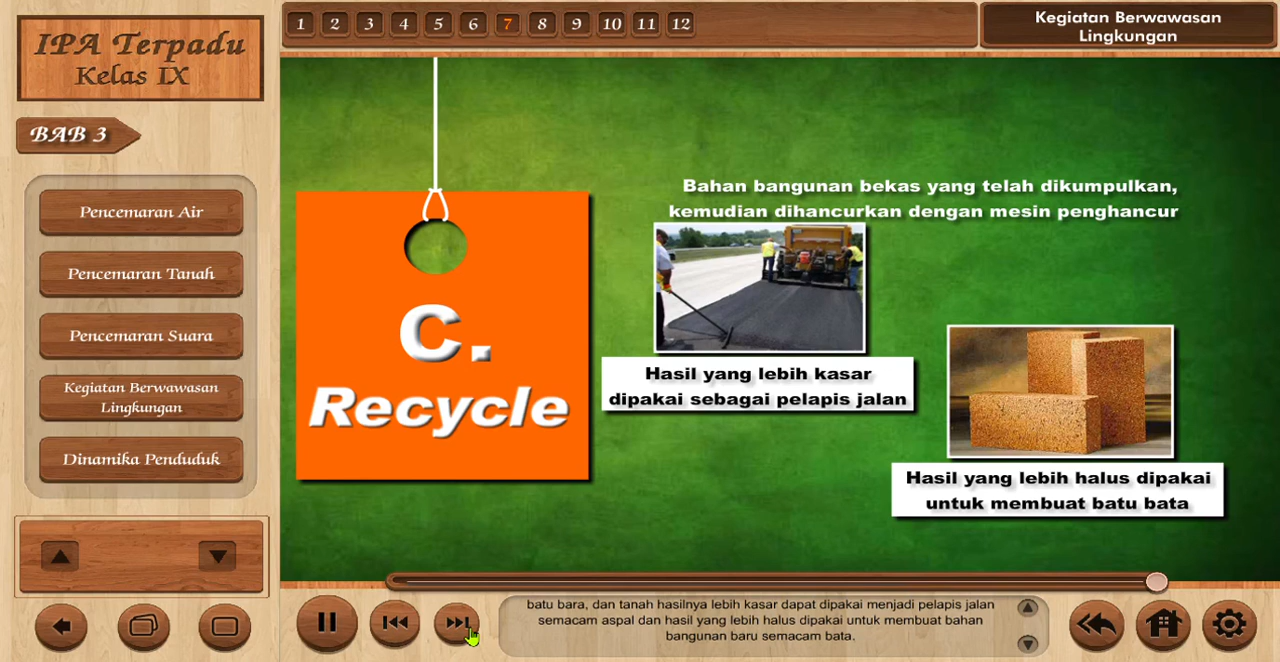 IPA Terpadu
Kelas IX
1 2 3 4 5 6 7 8 9 10 11 12
Kegiatan Berwawasan
Lingkungan
BAB 3
Pencemaran Air
Pencemaran Tanah
Pencemaran Suara
Kegiatan Berwawasan
Lingkungan
Dinamika Penduduk
C.
Recycle
Bahan bangunan bekas yang telah dikumpulkan,
kemudian dihancurkan dengan mesin penghancur
Hasil yang lebih kasar
dipakai sebagai pelapis jalan
Hasil yang lebih halus dipakai
untuk membuat batu bata
batu bara, dan tanah hasilnya lebih kasar dapat dipakai menjadi pelapis jalan
semacam aspal dan hasil yang lebih halus dipakai untuk membuat bahan
bangunan baru semacam bata.